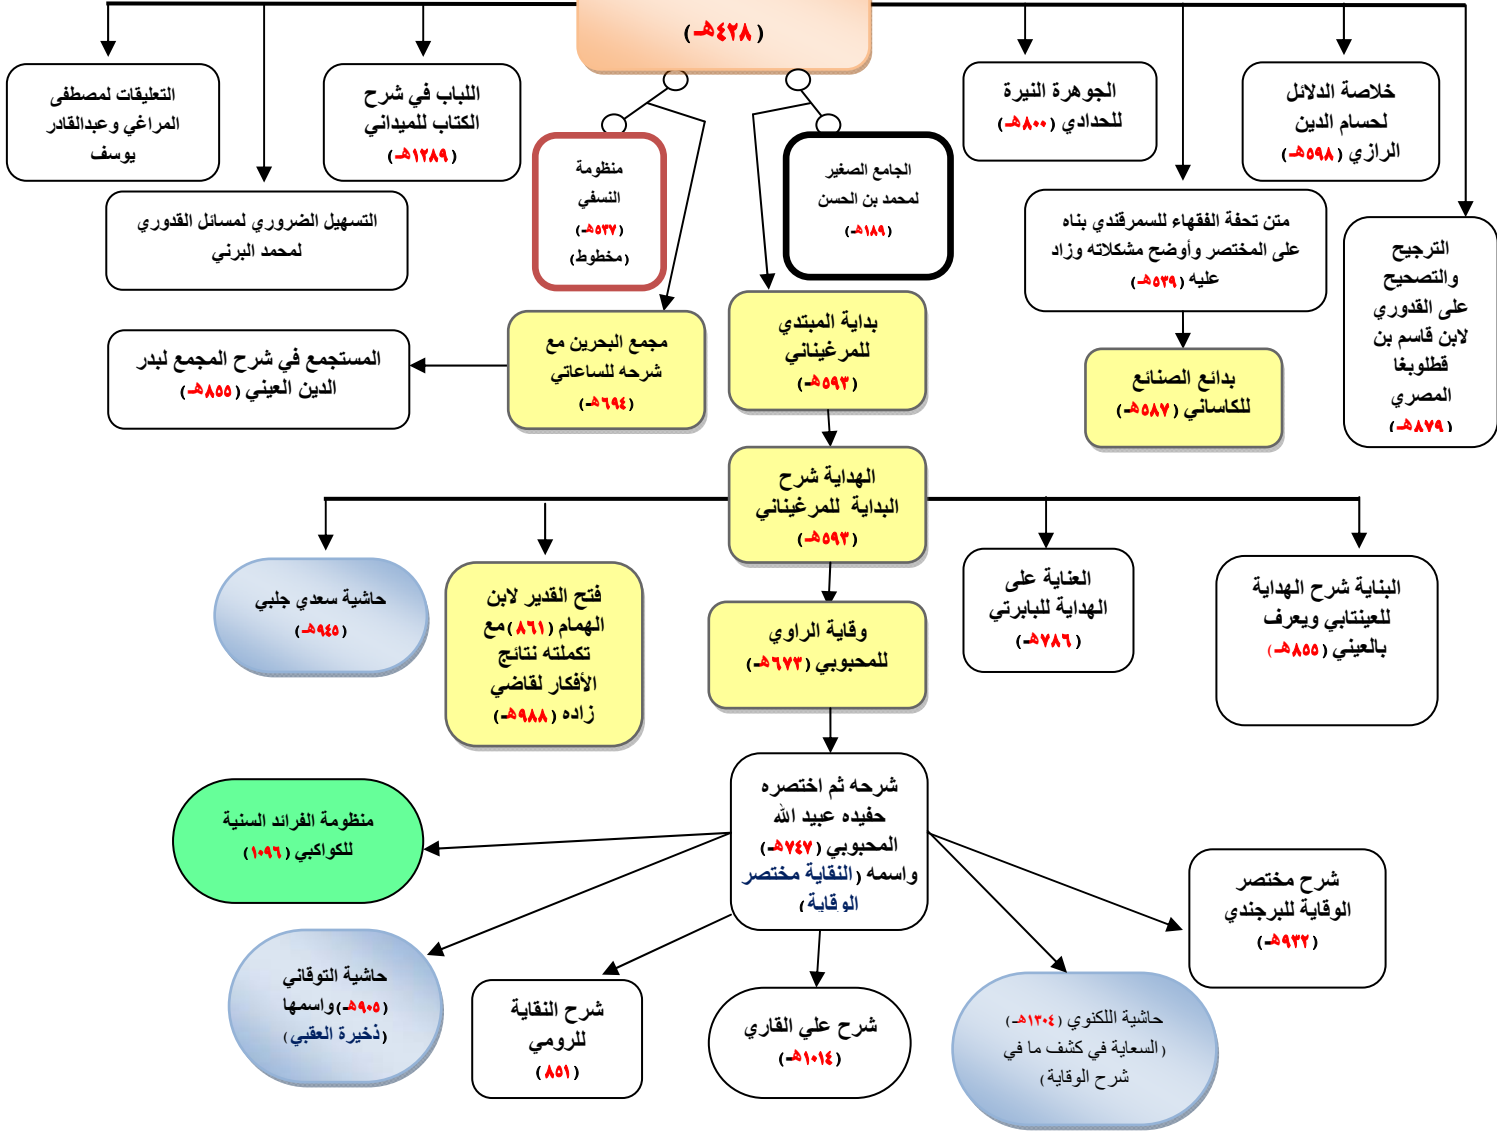 (٤٢٨هـ)
خلاصة الدلائل
لحسام الدين
الرازي (٥٩٨هـ)
الجوهرة النيرة
للحدادي (٨٠٠هـ)
اللباب في شرح
الكتاب للميداني
(١٢٨٩هـ)
التعليقات لمصطفى
المراغي وعبدالقادر
يوسف
الجامع الصغير
لمحمد بن الحسن
(١٨٩هـ)
منظومة
النسفي
(٥٣٧هـ)
(مخطوط)
متن تحفة الفقهاء للسمرقندي بناه
على المختصر وأوضح مشكلاته وزاد
عليه (٥٣٩هـ)
التسهيل الضروري لمسائل القدوري
لمحمد البرني
الترجيح
والتصحيح
على القدوري
لابن قاسم بن
قطلوبغا
المصري
(٨٧٩هـ)
بداية المبتدي
للمرغيناني
(٥٩٣هـ)
مجمع البحرين مع
شرحه للساعاتي
(٦٩٤هـ)
المستجمع في شرح المجمع لبدر
الدين العيني (٨٥٥هـ)
بدائع الصنائع
للكاساني (٥٨٧هـ)
الهداية شرح
البداية للمرغيناني
(٥٩٣هـ)
البناية شرح الهداية
للعينتابي ويعرف
بالعيني (٨٥٥هـ)
العناية على
الهداية للبابرتي
(٧٨٦هـ)
فتح القدير لابن
الهمام (٨٦١)مع
تكملته نتائج
الأفكار لقاضي
زاده (٩٨٨هـ)
حاشية سعدي جلبي
(٩٤٥هـ)
وقاية الراوي
للمحبوبي (٦٧٣هـ)
شرحه ثم اختصره
حفيده عبيد الله
المحبوبي (٧٤٧هـ)
واسمه (النقاية مختصر
الوقاية)
منظومة الفرائد السنية
للكواكبي (١٠٩٦)
شرح مختصر
الوقاية للبرجندي
(٩٣٢هـ)
حاشية التوقاني
(٩٠٥هـ)واسمها
(ذخيرة العقبي)
شرح النقاية
للرومي
(٨٥١)
شرح علي القاري
(١٠١٤هـ)
حاشية اللكنوي (١٣٠٤هـ)
(السعاية في كشف ما في
شرح الوقاية)